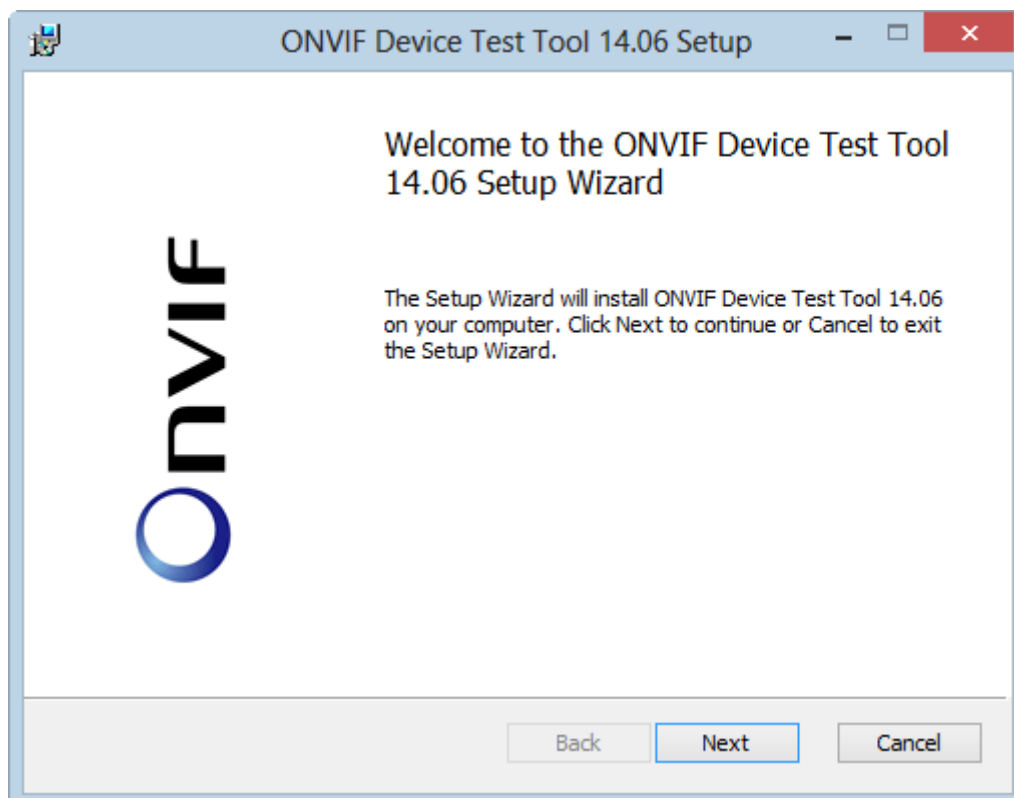 ONVIF Device Test Tool 14.06 Setup
Welcome to the ONVIF Device Test Tool
14.06 Setup Wizard
The Setup Wizard will install ONVIF Device Test Tool 14.06
on your computer. Click Next to continue or Cancel to exit
the Setup Wizard.
Onvif
Back
Next
Cancel